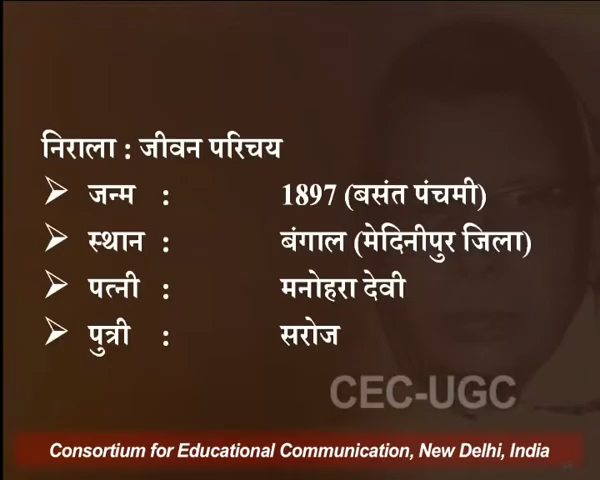 निराला : जीवन परिचय
➢ जन्म : 1897 (बसंत पंचमी)
➢ स्थान : बंगाल (मेदिनीपुर जिला)
➢ पत्नी : मनोहरा देवी
➢ पुत्री : सरोज
CEC-UGC
Consortium for Educational Communication, New Delhi, India